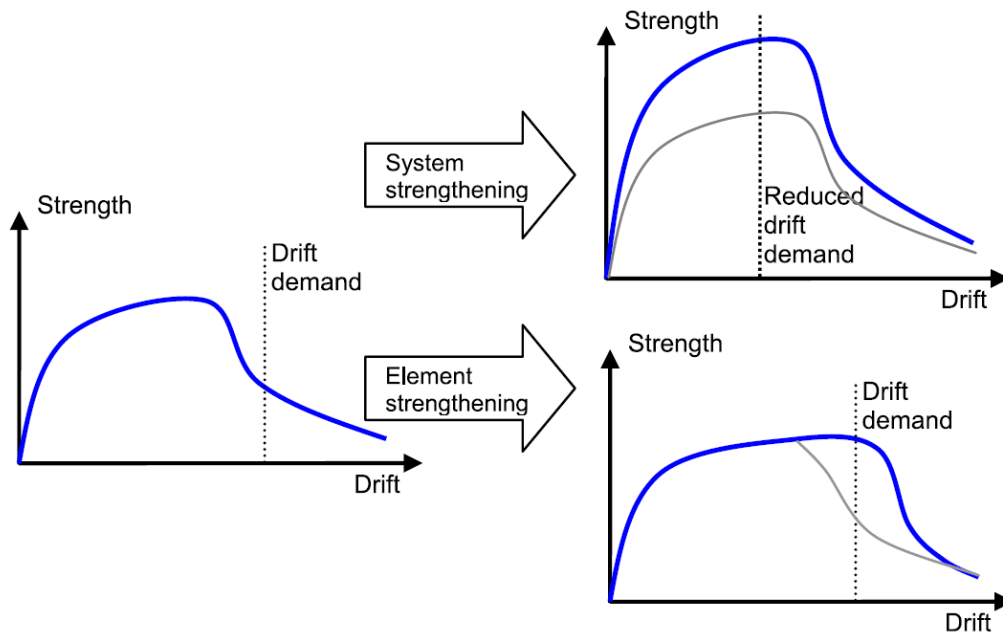 Strength
Drift
demand
Drift
System
strengthening
Element
strengthening
Strength
Reduced
drift
demand
Drift
Strength
Drift
demand
Drift